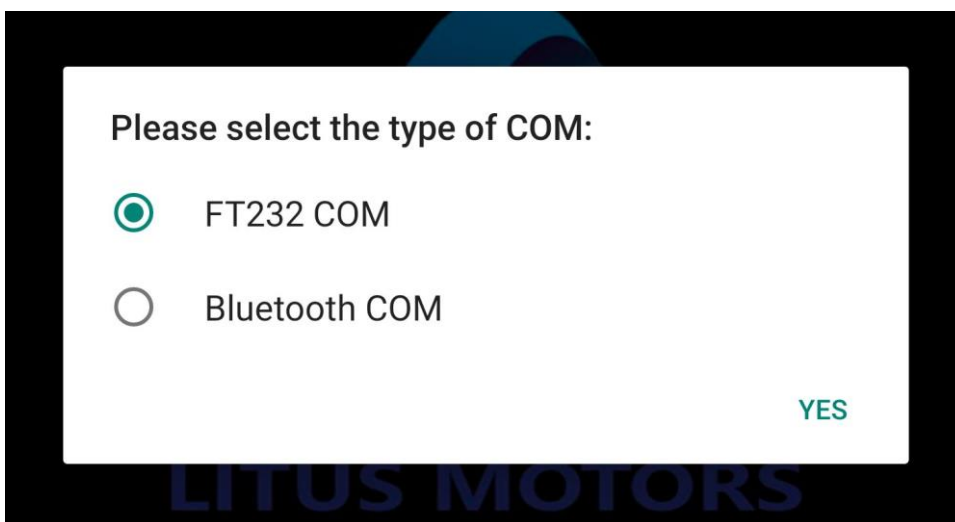 Please select the type of COM:
FT232 COM
Bluetooth COM
YES
LITUS MOTORS